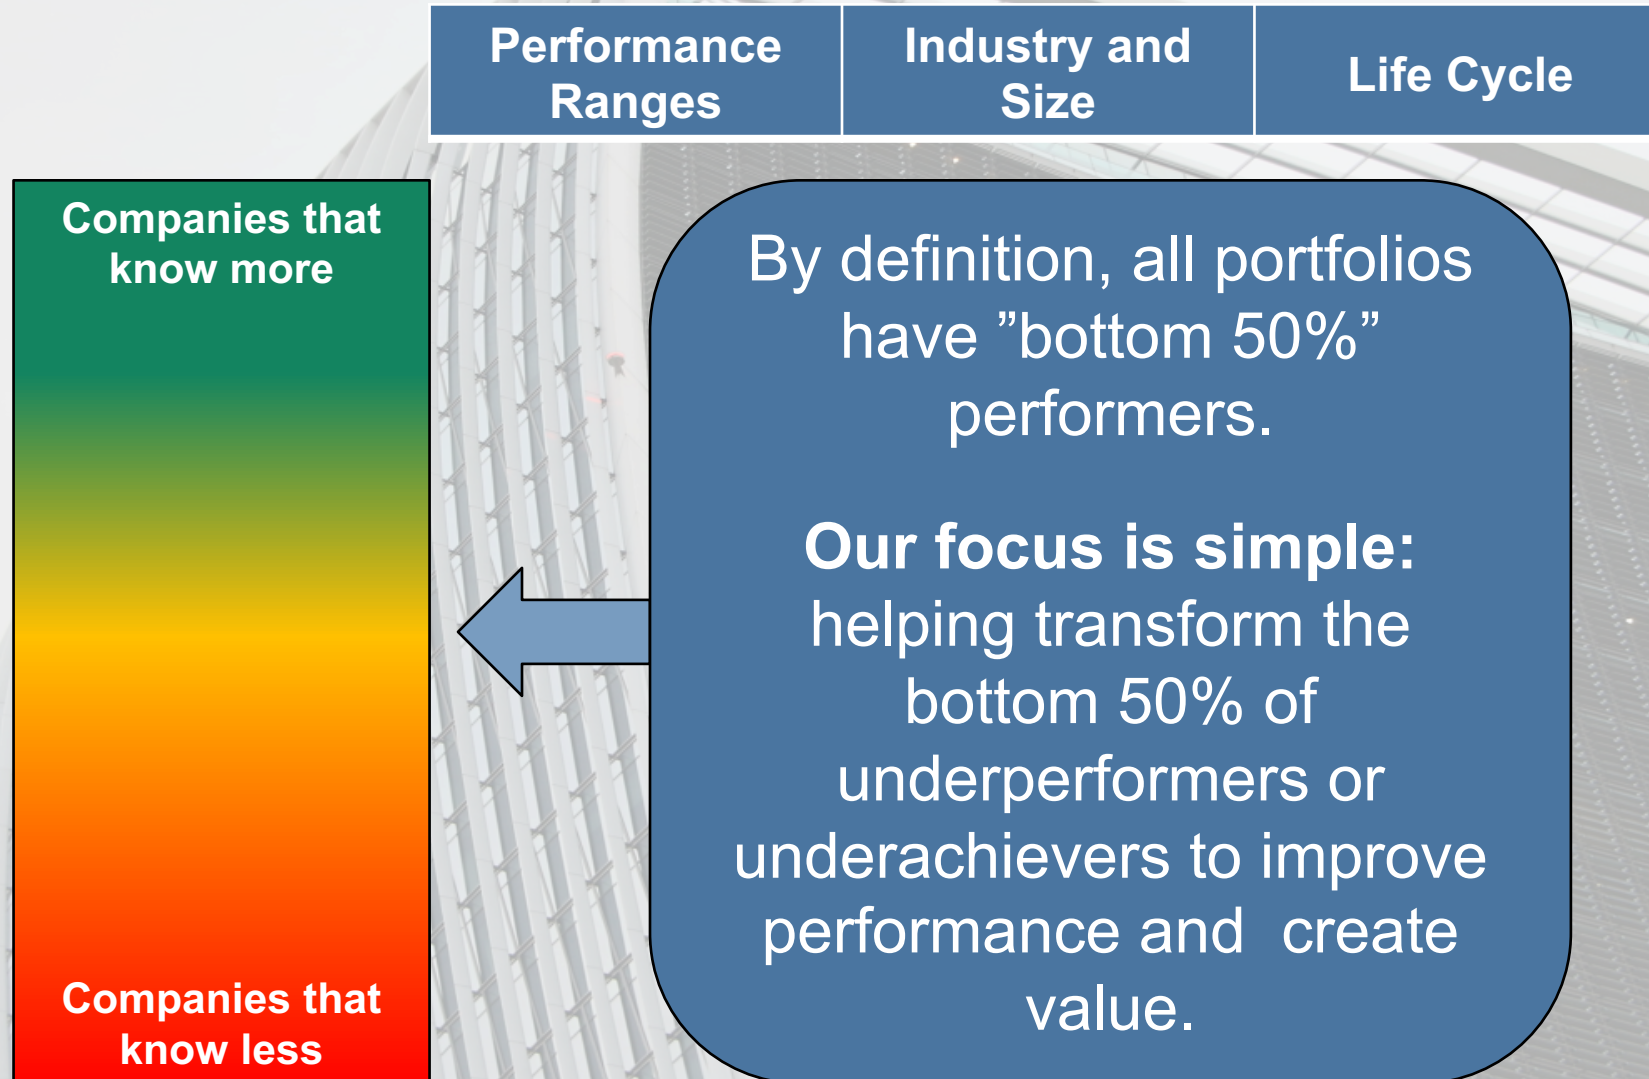 Performance
Ranges
Industry and
Size
Life Cycle
Companies that
know more
By definition, all portfolios
have ”bottom 50%”
performers.
Our focus is simple:
helping transform the
bottom 50% of
underperformers or
underachievers to improve
performance and  create
value.
Companies that
know less